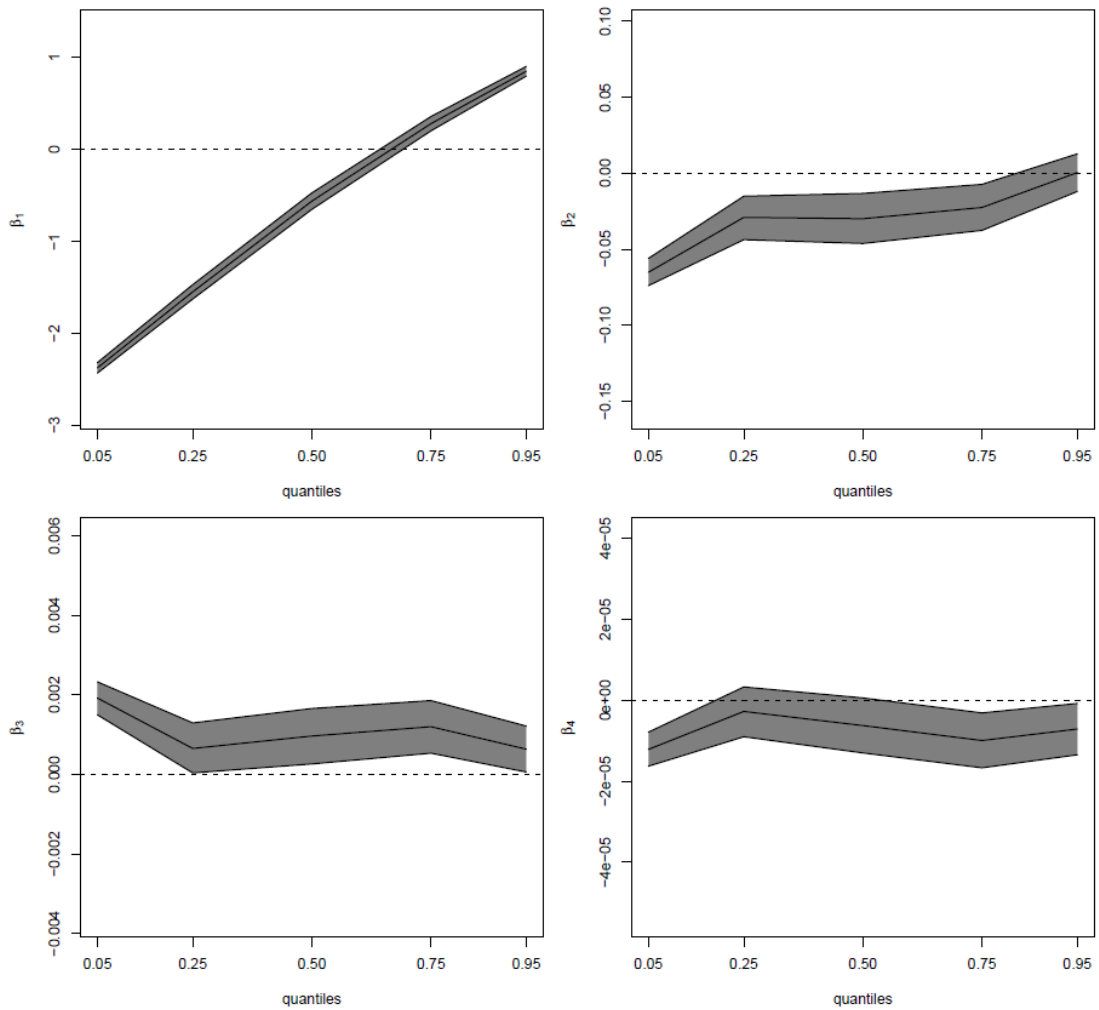 1
0
−1
−2
−3
β1
0.05 0.25 0.50 0.75 0.95
quantiles
0.10
0.05
0.00
−0.05
−0.10
−0.15
β2
0.05 0.25 0.50 0.75 0.95
quantiles
0.006
0.004
0.002
0.000
−0.002
−0.004
β3
0.05 0.25 0.50 0.75 0.95
quantiles
4e−05
2e−05
0e+00
−2e−05
−4e−05
β4
0.05 0.25 0.50 0.75 0.95
quantiles